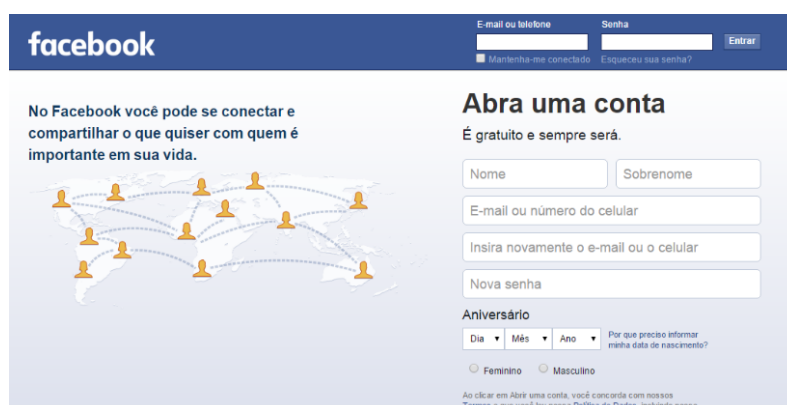 facebook
E-mail ou telefone
Senha
Entrar
Mantenha-me conectado
Esqueceu sua senha?
No Facebook você pode se conectar e
compartilhar o que quiser com quem é
importante em sua vida.
Abra uma conta
É gratuito e sempre será.
Nome
Sobrenome
E-mail ou número do celular
Insira novamente o e-mail ou o celular
Nova senha
Aniversário
Dia
Mês
Ano
Por que preciso informar
minha data de nascimento?
Feminino
Masculino
Ao clicar em Abrir uma conta, você concorda com nossos